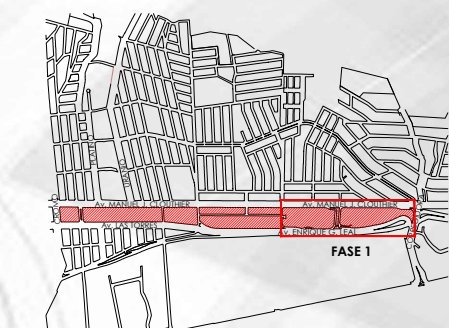 Av. MANUEL J. CLOUTHIER
Av. MANUEL J. CLOUTHIER
Av. LAS TORRES
Av. ENRIQUE G. LEAL
FASE 1